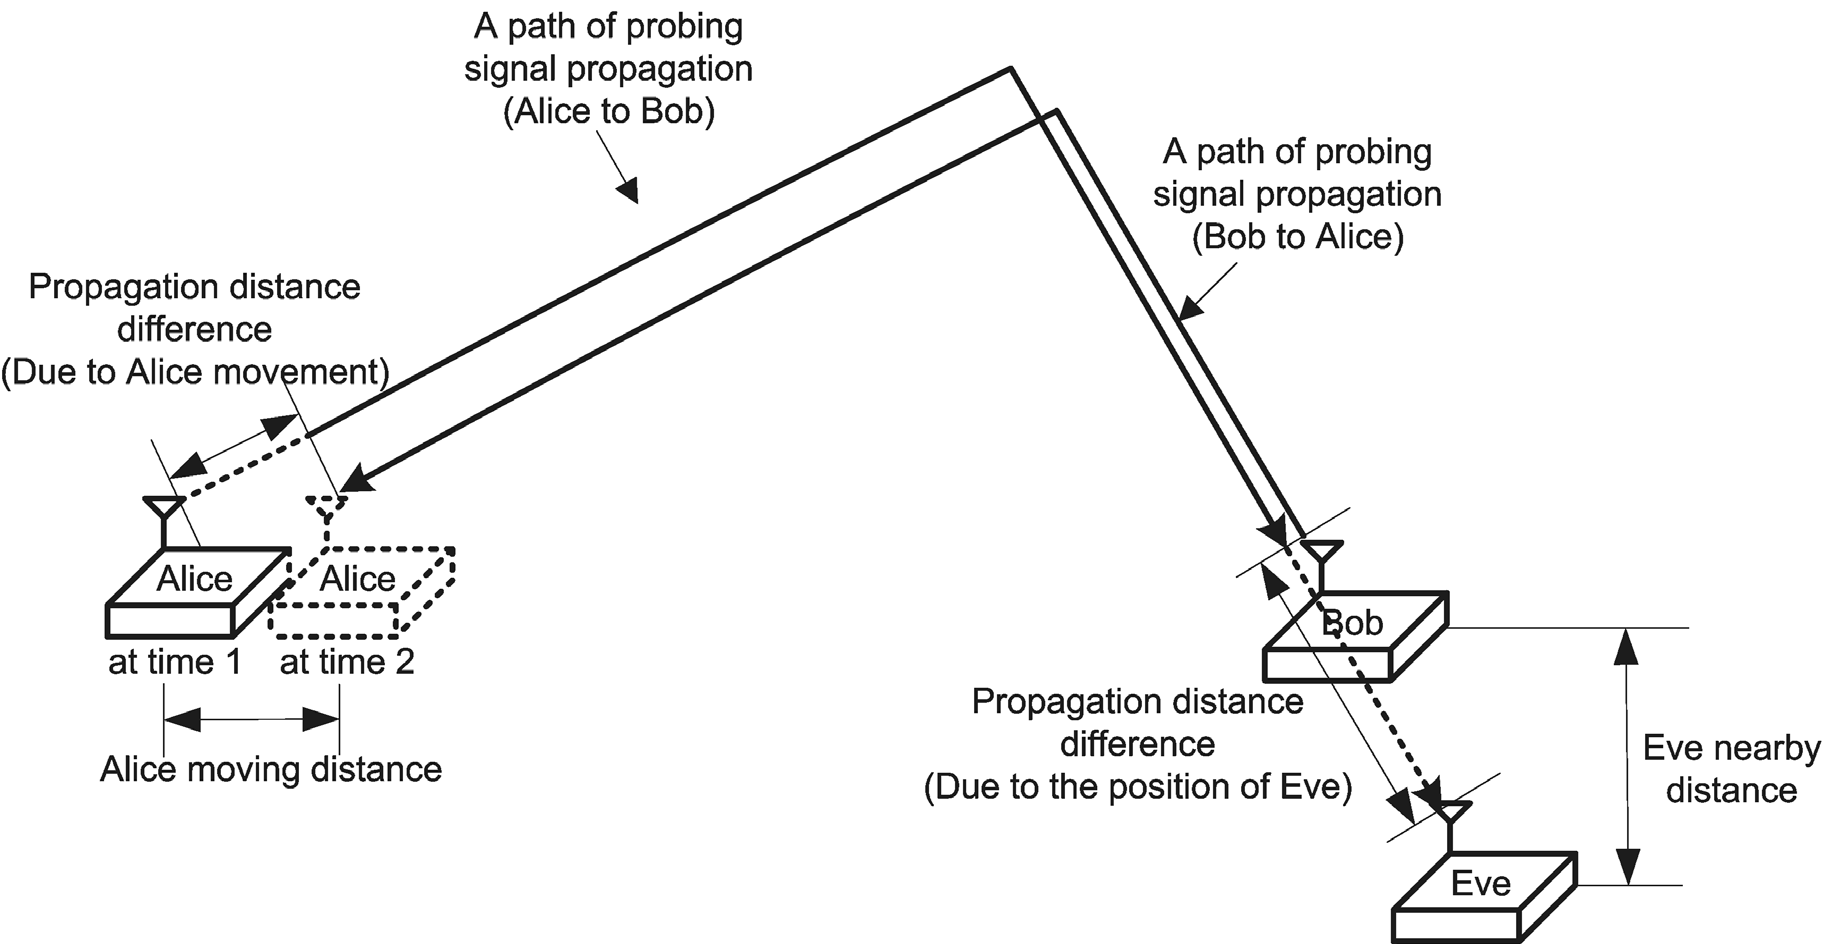 A path of probing
signal propagation
(Alice to Bob)
A path of probing
signal propagation
(Bob to Alice)
Propagation distance
difference
(Due to Alice movement)
Alice
Alice
at time 1
at time 2
Alice moving distance
Bob
Propagation distance
difference
(Due to the position of Eve)
Eve nearby
distance
Eve